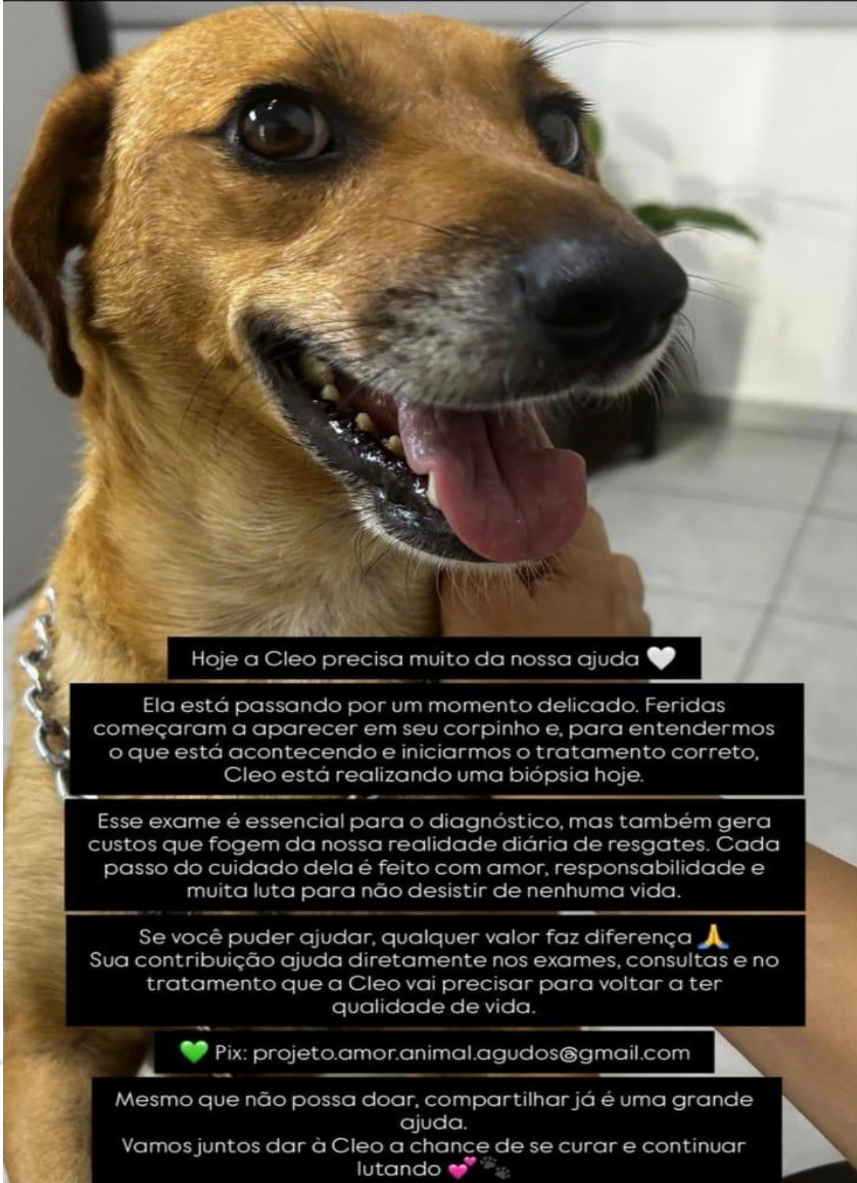 Hoje a Cleo precisa muito da nossa ajuda 🤍
Ela está passando por um momento delicado. Feridas
começaram a aparecer em seu corpinho e, para entendermos
o que está acontecendo e iniciarmos o tratamento correto,
Cleo está realizando uma biópsia hoje.
Esse exame é essencial para o diagnóstico, mas também gera
custos que fogem da nossa realidade diária de resgates. Cada
passo do cuidado dela é feito com amor, responsabilidade e
muita luta para não desistir de nenhuma vida.
Se você puder ajudar, qualquer valor faz diferença 🙏
Sua contribuição ajuda diretamente nos exames, consultas e no
tratamento que a Cleo vai precisar para voltar a ter
qualidade de vida.
💚 Pix: projeto.amor.animal.agudos@gmail.com
Mesmo que não possa doar, compartilhar já é uma grande
ajuda.
Vamos juntos dar à Cleo a chance de se curar e continuar
lutando 💕🐾